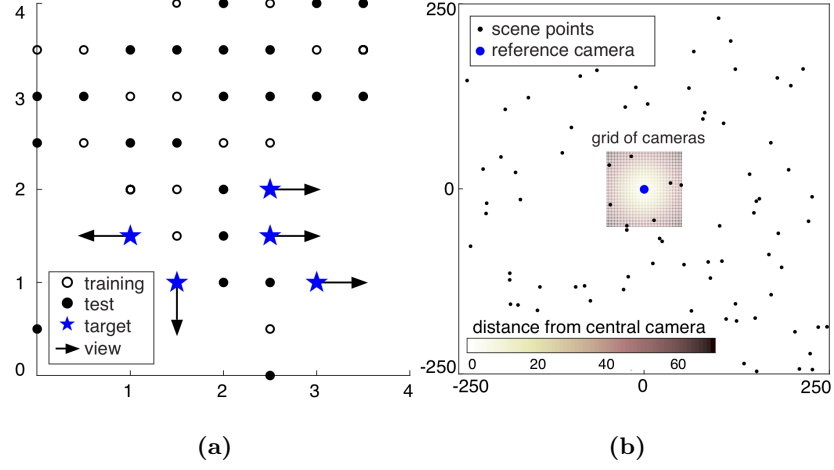 4
3
2
1
0
1
2
3
4
training
test
target
view
(a)
250
0
-250
-250
0
250
scene points
reference camera
grid of cameras
distance from central camera
0 20 40 60
(b)